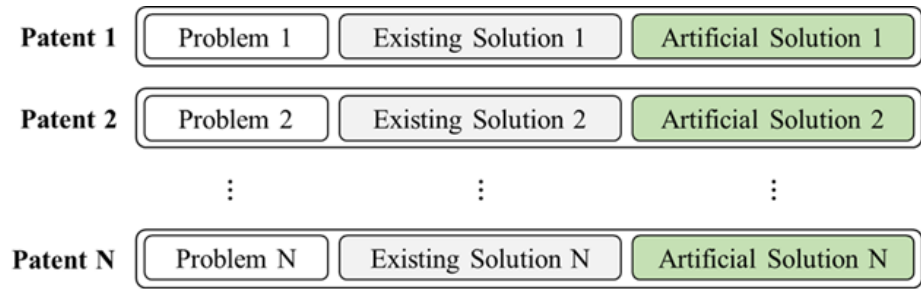 Patent 1 Problem 1 Existing Solution 1 Artificial Solution 1
Patent 2 Problem 2 Existing Solution 2 Artificial Solution 2
⋮ ⋮ ⋮
Patent N Problem N Existing Solution N Artificial Solution N